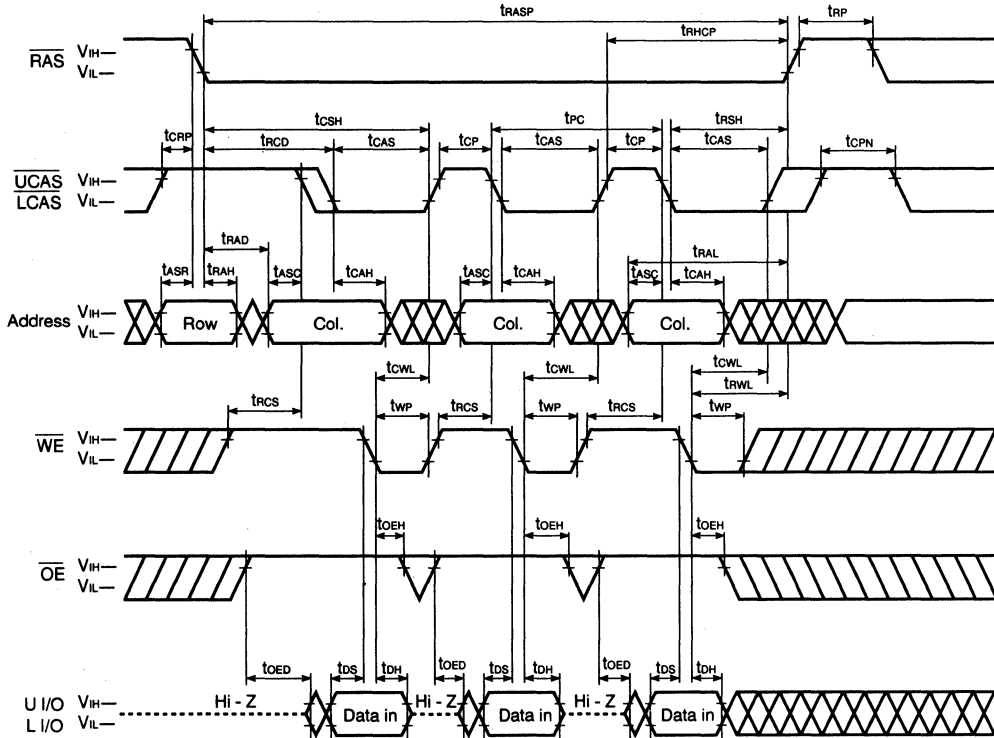 tRASP
tRP
tRHCP
RAS VIH VIL
tCSH
tPC
tRSH
tCRP tRCD tCAS tCP tCAS tCP tCAS tCPN
UCAS LCAS VIH VIL
tRAD
tRAL
tASR tRAH tASC tCAH tASC tCAH tASC tCAH
Address VIH VIL
Row Col. Col. Col.
tCWL tCWL tCWL
tRWL
tRCS tWP tRCS tWP tRCS tWP
WE VIH VIL
tOEH tOEH tOEH
OE VIH VIL
tOED tDS tDH tOED tDS tDH tOED tDS tDH
U I/O L I/O VIH VIL
Hi - Z Data in Hi - Z Data in Hi - Z Data in